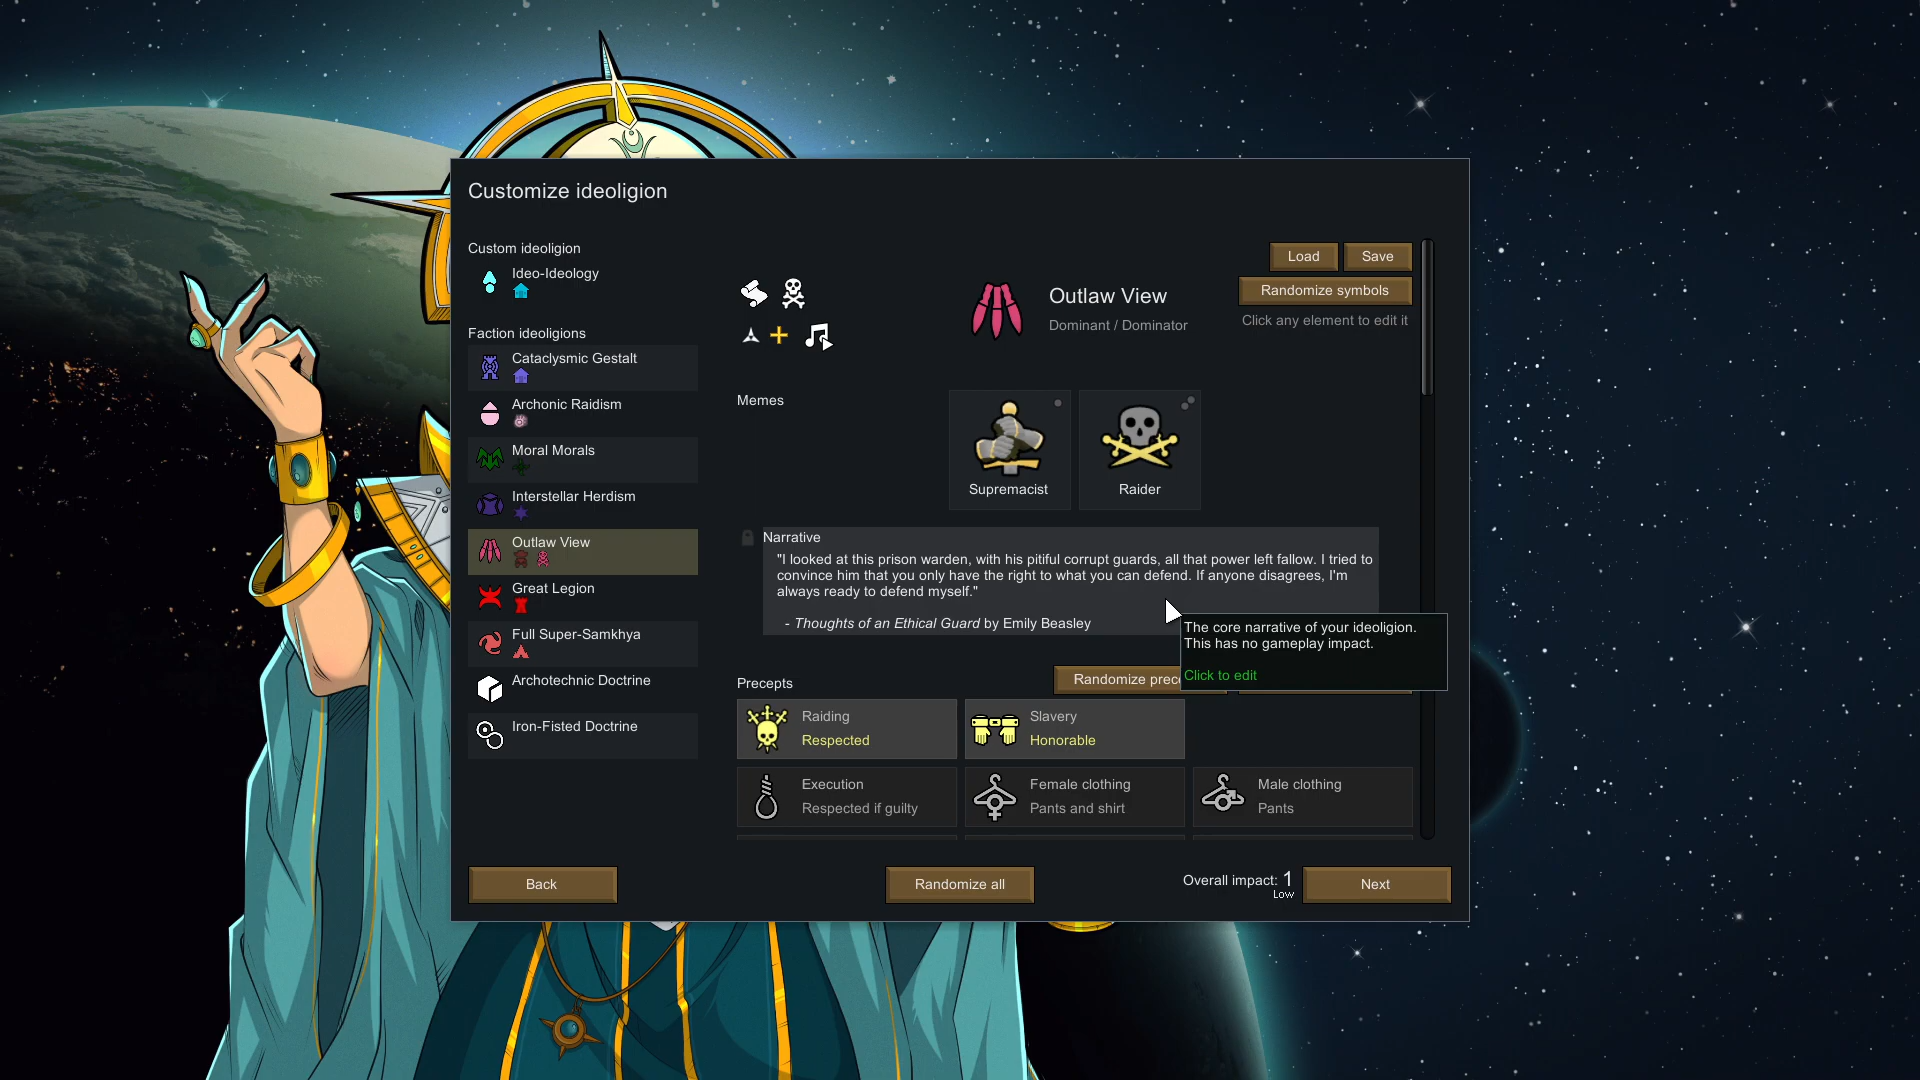 Customize ideoligion
Custom ideoligion
Ideo-Ideology
Faction ideoligions
Cataclysmic Gestalt
Archonic Raidism
Moral Morals
Interstellar Herdism
Outlaw View
Great Legion
Full Super-Samkhya
Archotechnic Doctrine
Iron-Fisted Doctrine
Outlaw View
Dominant / Dominator
Load
Save
Randomize symbols
Click any element to edit it
Memes
Supremacist
Raider
Narrative
"I looked at this prison warden, with his pitiful corrupt guards, all that power left fallow. I tried to
convince him that you only have the right to what you can defend. If anyone disagrees, I'm
always ready to defend myself."
- Thoughts of an Ethical Guard by Emily Beasley
The core narrative of your ideoligion.
This has no gameplay impact.
Click to edit
Precepts
Randomize
Raiding
Respected
Slavery
Honorable
Execution
Respected if guilty
Female clothing
Pants and shirt
Male clothing
Pants
Back
Randomize all
Overall impact: 1
Low
Next